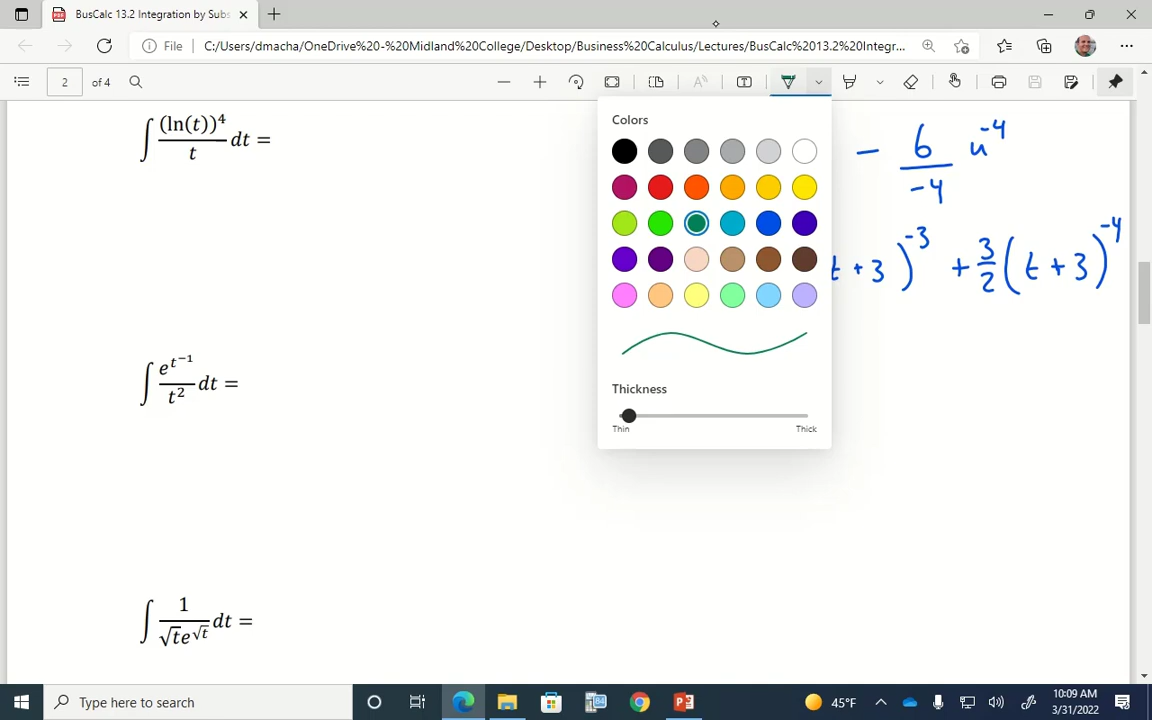 BusCalc 13.2 Integration by Subs
File C:/Users/dmacha/OneDrive%20-%20Midland%20College/Desktop/Business%20Calculus/Lectures/BusCalc%2013.2%20Integr...
2 of 4
∫ (ln(t))⁴/t dt =
− 6/−4 u⁻⁴
t + 3)⁻³ + 3/2 (t + 3)⁻⁴
Colors
Thickness
Thin Thick
∫ e^(t⁻¹)/t² dt =
∫ 1/(√t e^√t) dt =
Type here to search
45°F
10:09 AM
3/31/2022